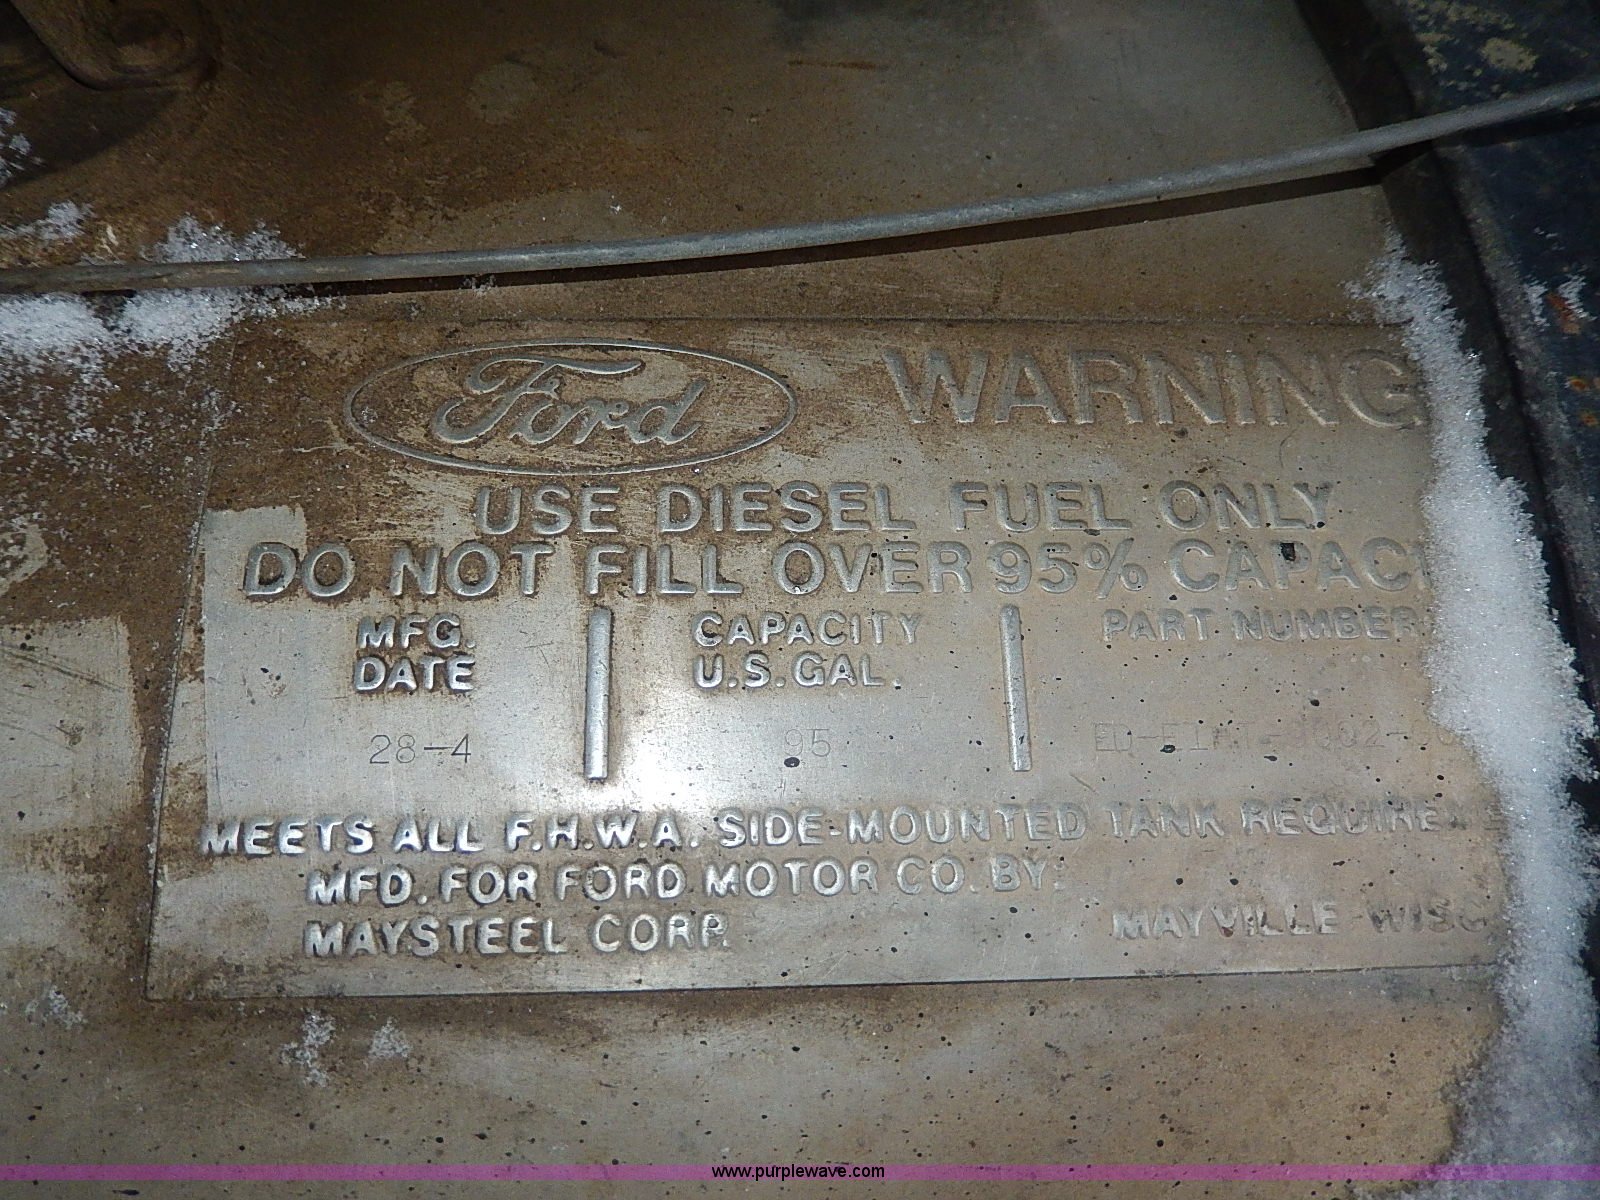 Ford WARNING
USE DIESEL FUEL ONLY
DO NOT FILL OVER 95% CAPAC
MFG. DATE
CAPACITY U.S.GAL.
PART NUMBER
28-4
95
MEETS ALL F.H.W.A. SIDE-MOUNTED TANK REQUIREME
MFD. FOR FORD MOTOR CO. BY:
MAYSTEEL CORP. MAYVILLE WISC
www.purplewave.com